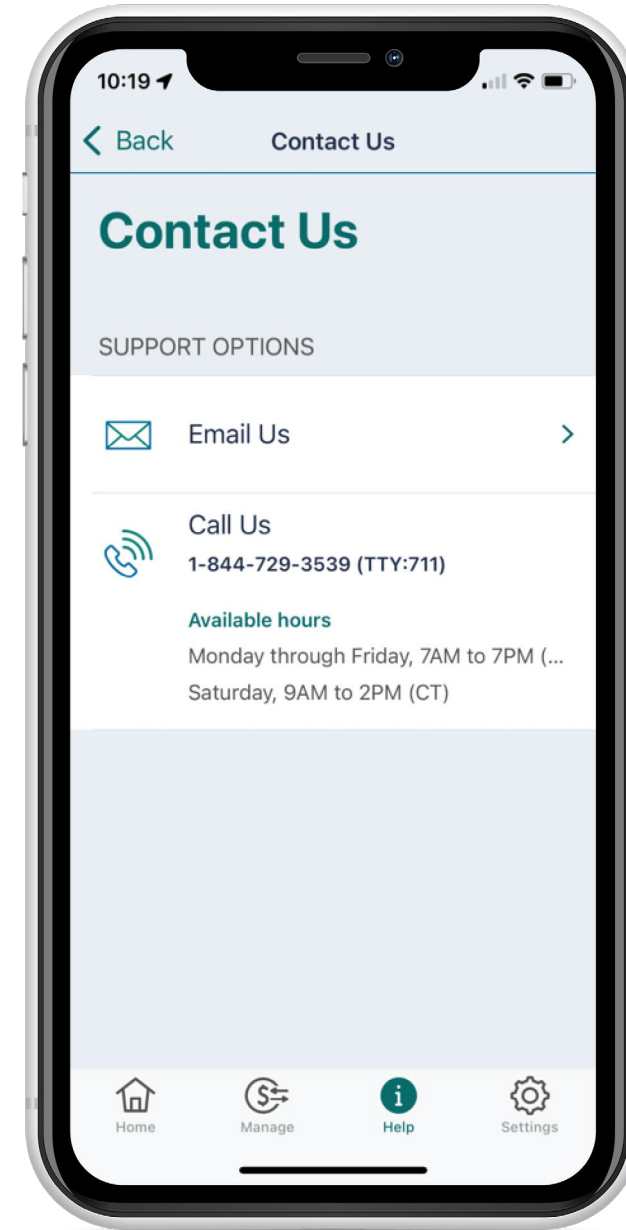 10:19
Back
Contact Us
Contact Us
SUPPORT OPTIONS
Email Us
Call Us
1-844-729-3539 (TTY:711)
Available hours
Monday through Friday, 7AM to 7PM (...
Saturday, 9AM to 2PM (CT)
Home
Manage
Help
Settings